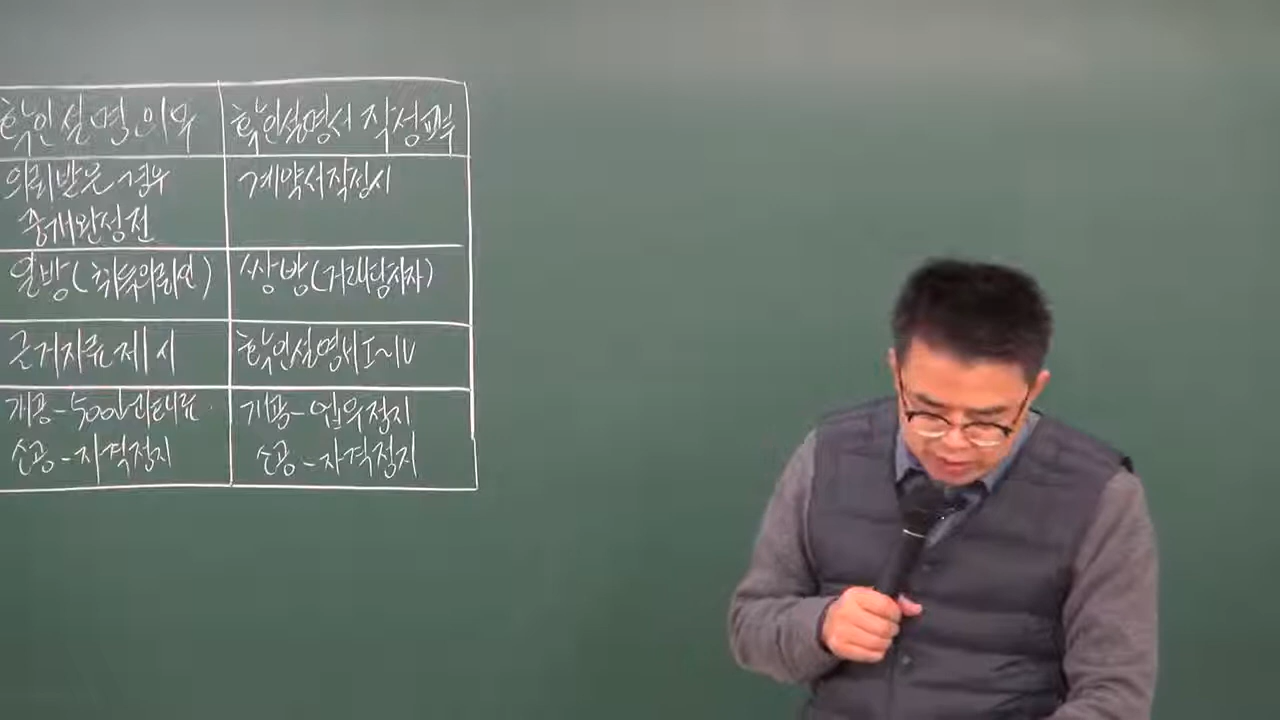 확인설명의무
확인설명서 작성교부
의뢰받은 경우
중개완성전
계약서작성시
일방(취득의뢰인)
쌍방(거래당사자)
근거자료제시
확인설명서Ⅰ~Ⅳ
개공-500만과태료
소공-자격정지
개공-업무정지
소공-자격정지